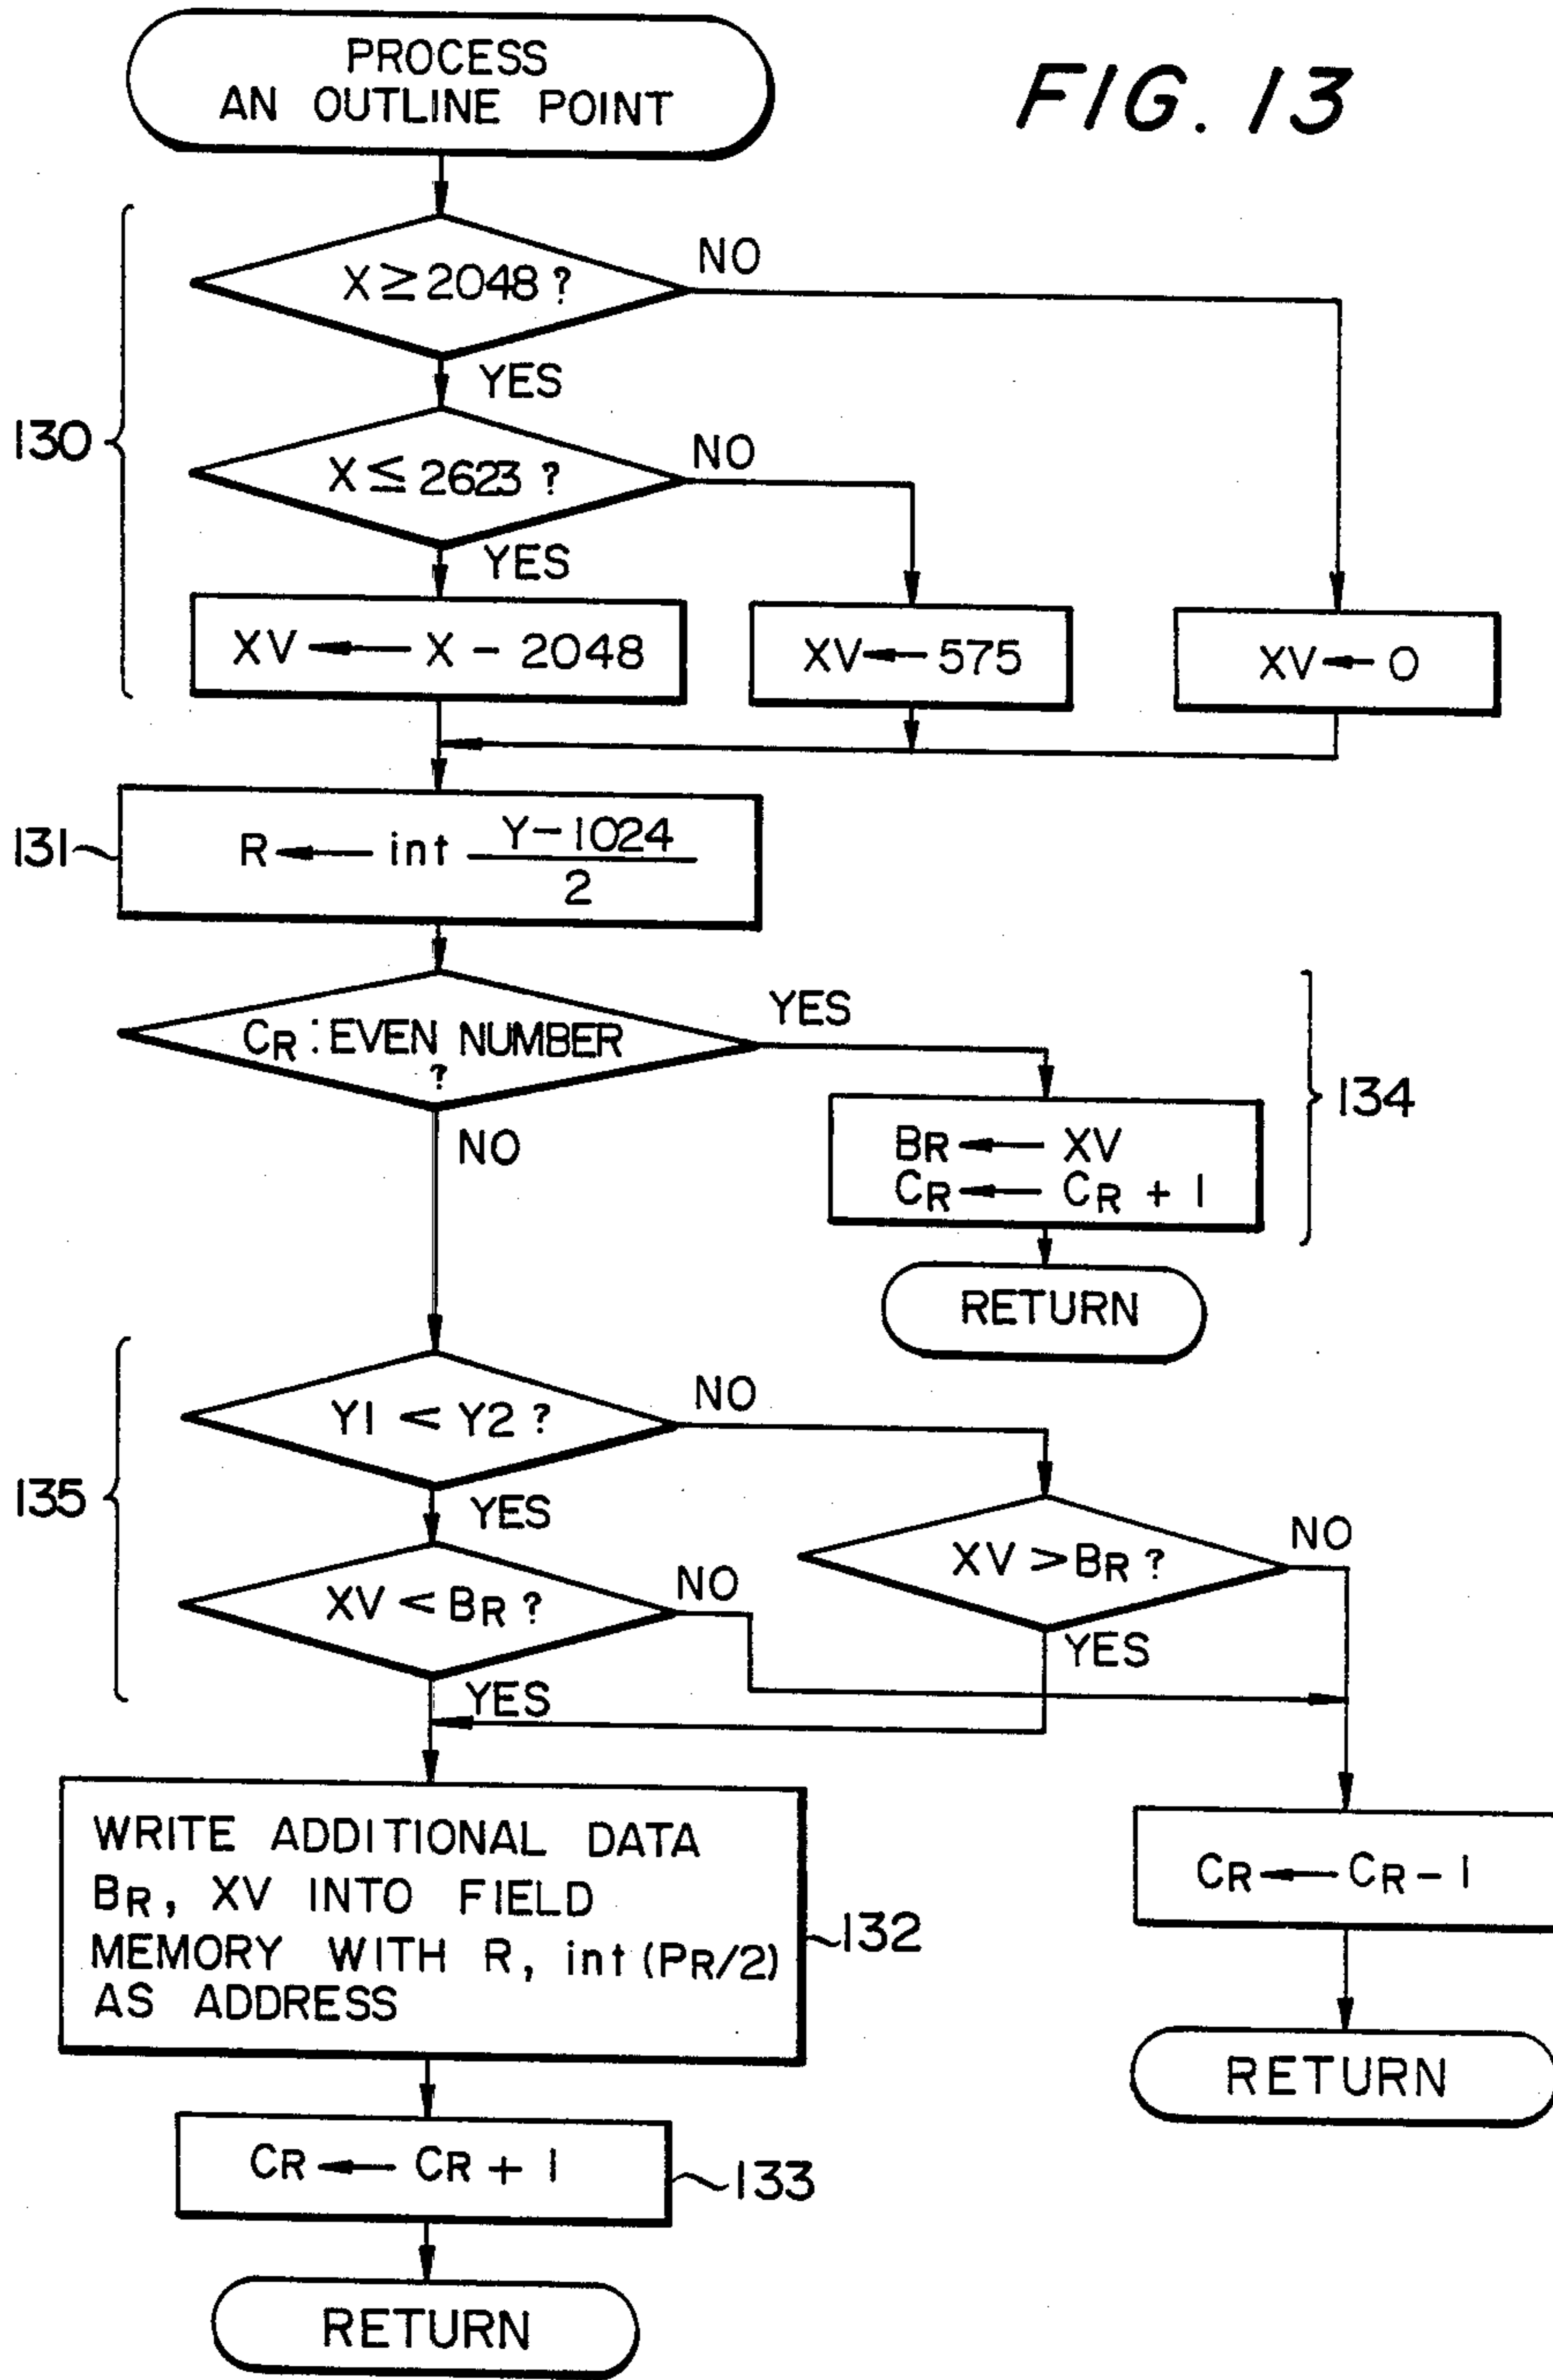 PROCESS
AN OUTLINE POINT
FIG. 13
X ≥ 2048 ?
NO
YES
130
X ≤ 2623 ?
NO
YES
XV ← X - 2048
XV ← 575
XV ← 0
131
R ← int Y-1024
2
CR : EVEN NUMBER
?
YES
NO
134
BR ← XV
CR ← CR + 1
RETURN
135
Y1 < Y2 ?
NO
YES
XV < BR ?
NO
YES
XV > BR ?
NO
YES
WRITE ADDITIONAL DATA
BR, XV INTO FIELD
MEMORY WITH R, int (PR/2)
AS ADDRESS
132
CR ← CR - 1
RETURN
CR ← CR + 1
133
RETURN